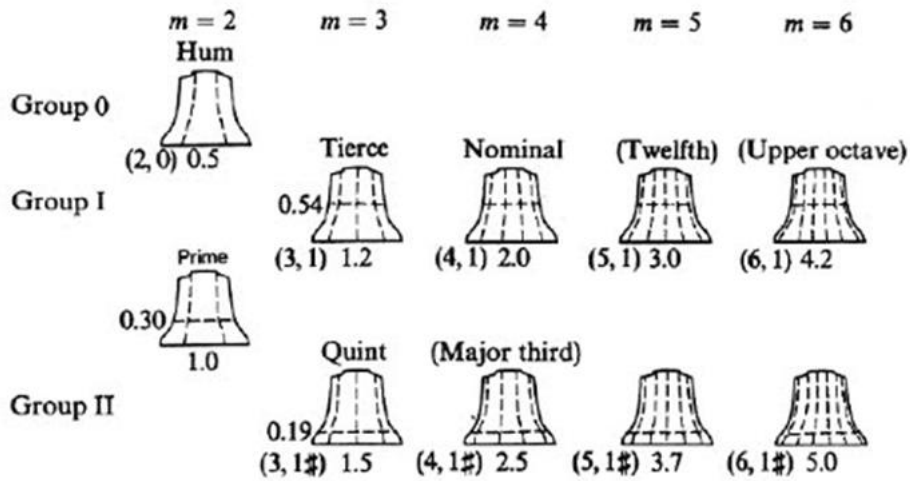 m = 2 m = 3 m = 4 m = 5 m = 6
Hum
Group 0
(2, 0) 0.5
Tierce Nominal (Twelfth) (Upper octave)
Group I
0.54
(3, 1) 1.2 (4, 1) 2.0 (5, 1) 3.0 (6, 1) 4.2
Prime
0.30
1.0
Quint (Major third)
Group II
0.19
(3, 1♯) 1.5 (4, 1♯) 2.5 (5, 1♯) 3.7 (6, 1♯) 5.0